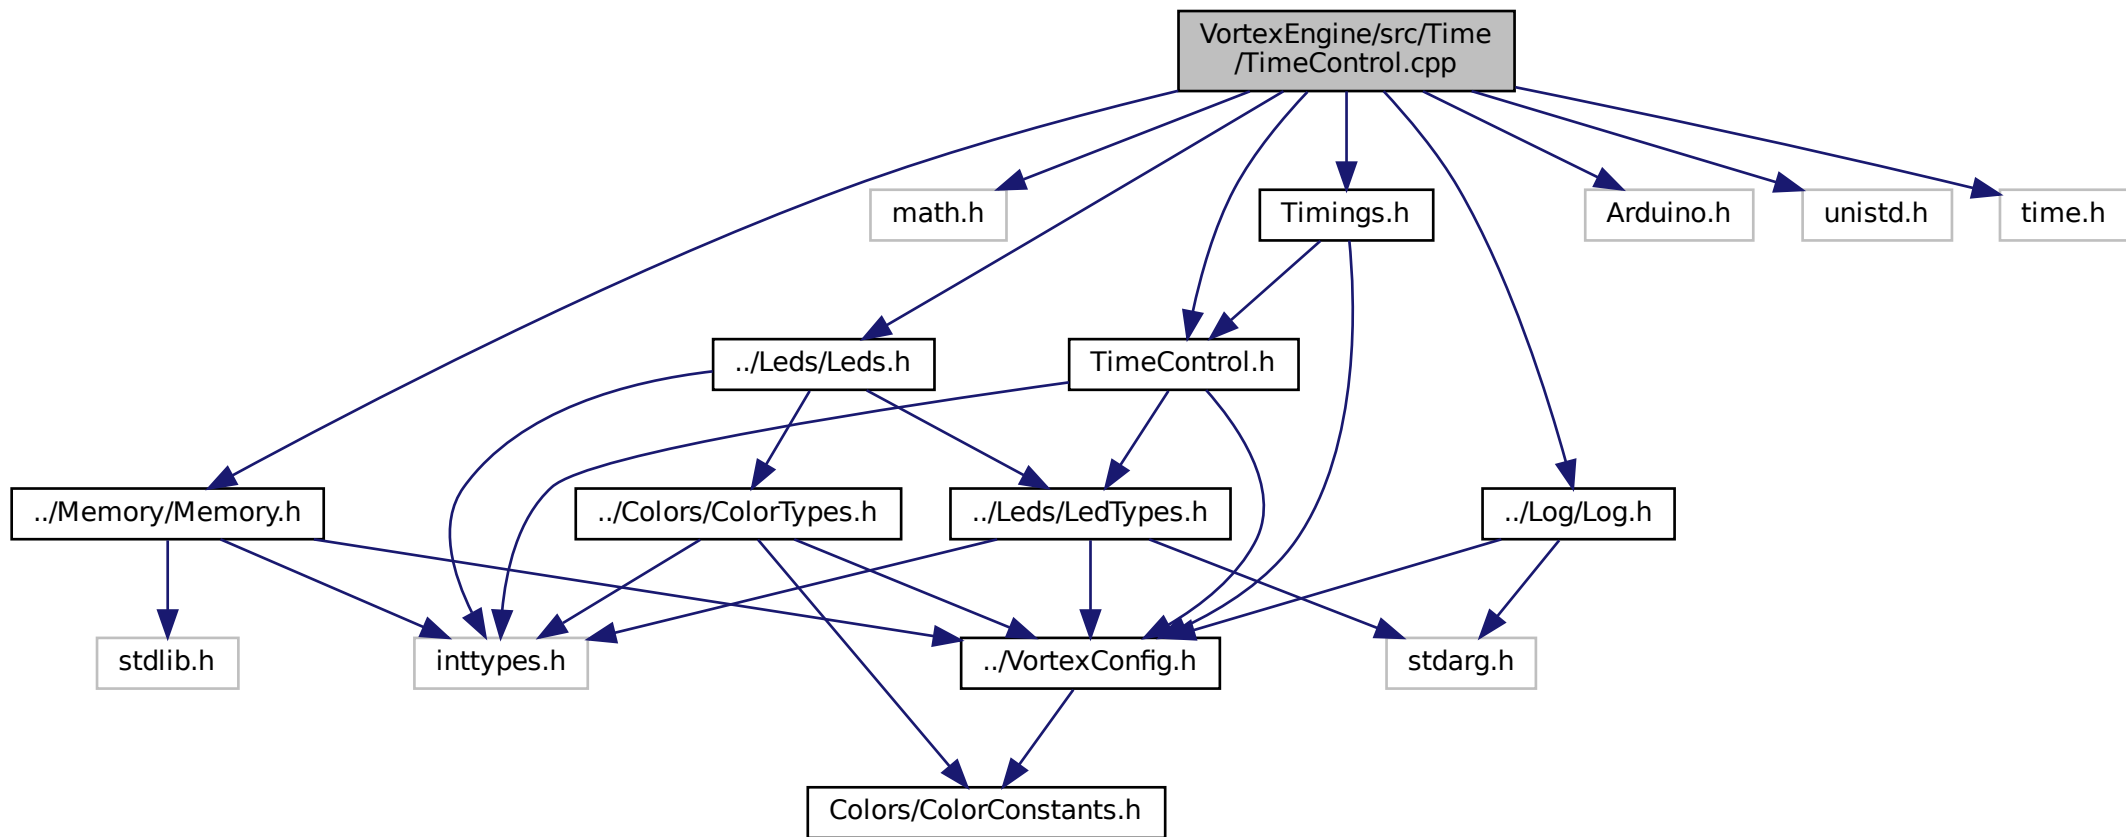 VortexEngine/src/Time
/TimeControl.cpp
math.h
Timings.h
Arduino.h
unistd.h
time.h
../Leds/Leds.h
TimeControl.h
../Memory/Memory.h
../Colors/ColorTypes.h
../Leds/LedTypes.h
../Log/Log.h
stdlib.h
inttypes.h
../VortexConfig.h
stdarg.h
Colors/ColorConstants.h